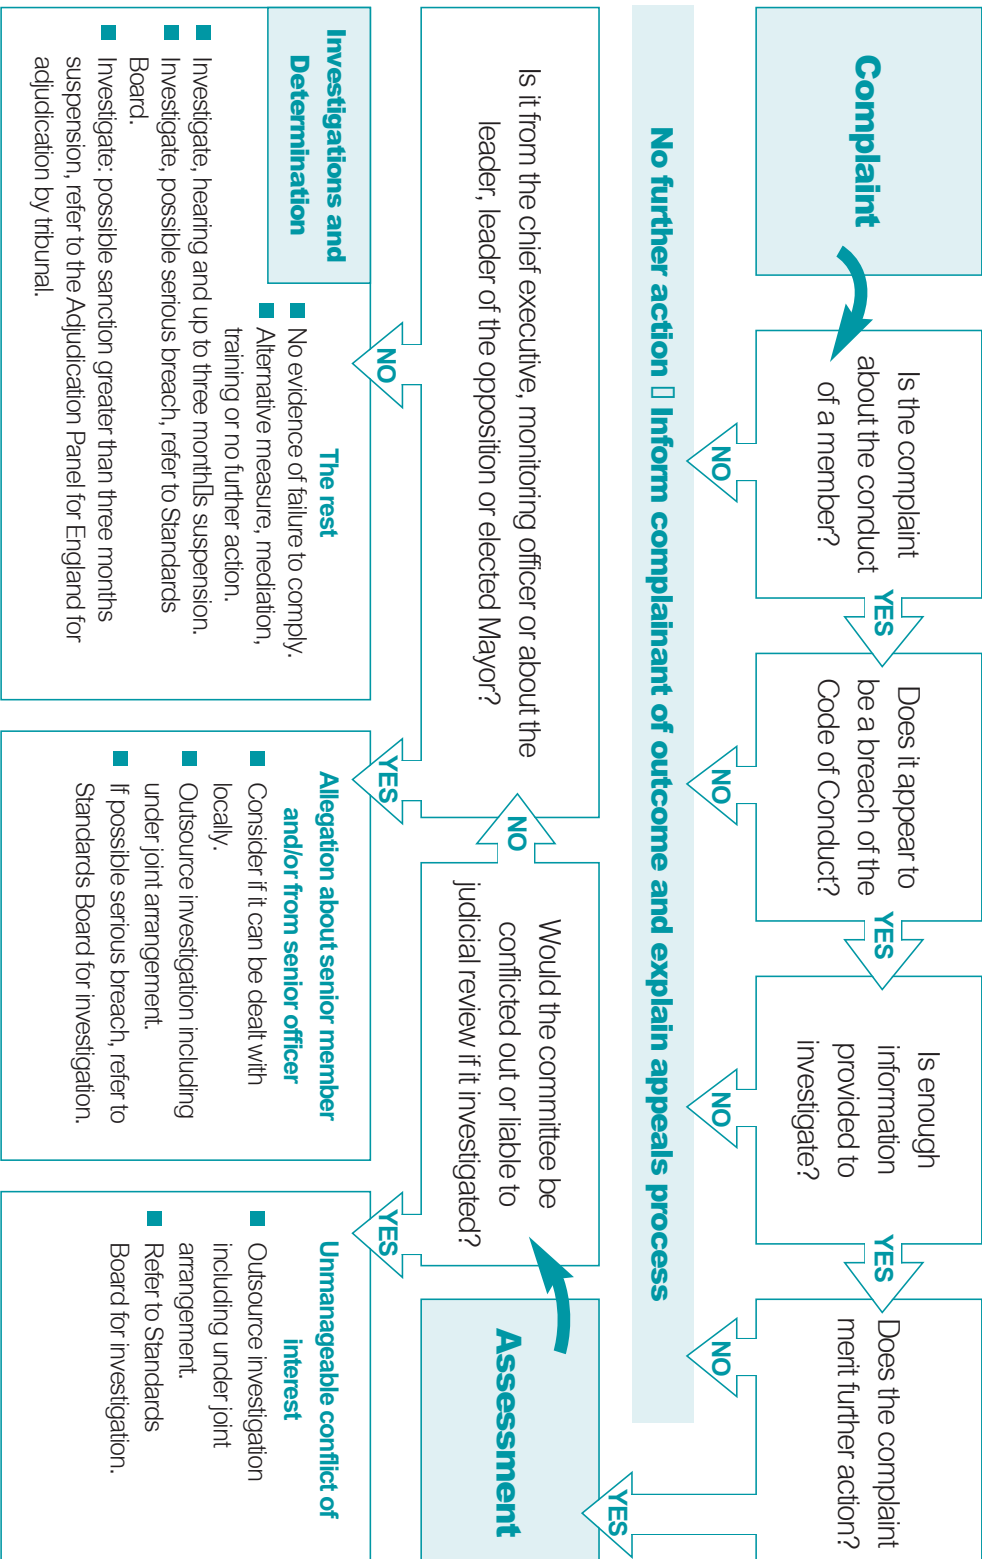 Complaint
Is the complaint
about the conduct
of a member?
YES
Does it appear to
be a breach of the
Code of Conduct?
YES
Is enough
information
provided to
investigate?
YES
Does the complaint
merit further action?
NO
NO
NO
NO
YES
No further action ▯ Inform complainant of outcome and explain appeals process
Assessment
Would the committee be
conflicted out or liable to
judicial review if it investigated?
NO
YES
Is it from the chief executive, monitoring officer or about the
leader, leader of the opposition or elected Mayor?
NO
YES
Investigations and
Determination
The rest
■ No evidence of failure to comply.
■ Alternative measure, mediation,
training or no further action.
■ Investigate, hearing and up to three month▯s suspension.
■ Investigate, possible serious breach, refer to Standards
Board.
■ Investigate: possible sanction greater than three months
suspension, refer to the Adjudication Panel for England for
adjudication by tribunal.
Allegation about senior member
and/or from senior officer
■ Consider if it can be dealt with
locally.
■ Outsource investigation including
under joint arrangement.
■ If possible serious breach, refer to
Standards Board for investigation.
Unmanageable conflict of
interest
■ Outsource investigation
including under joint
arrangement.
■ Refer to Standards
Board for investigation.